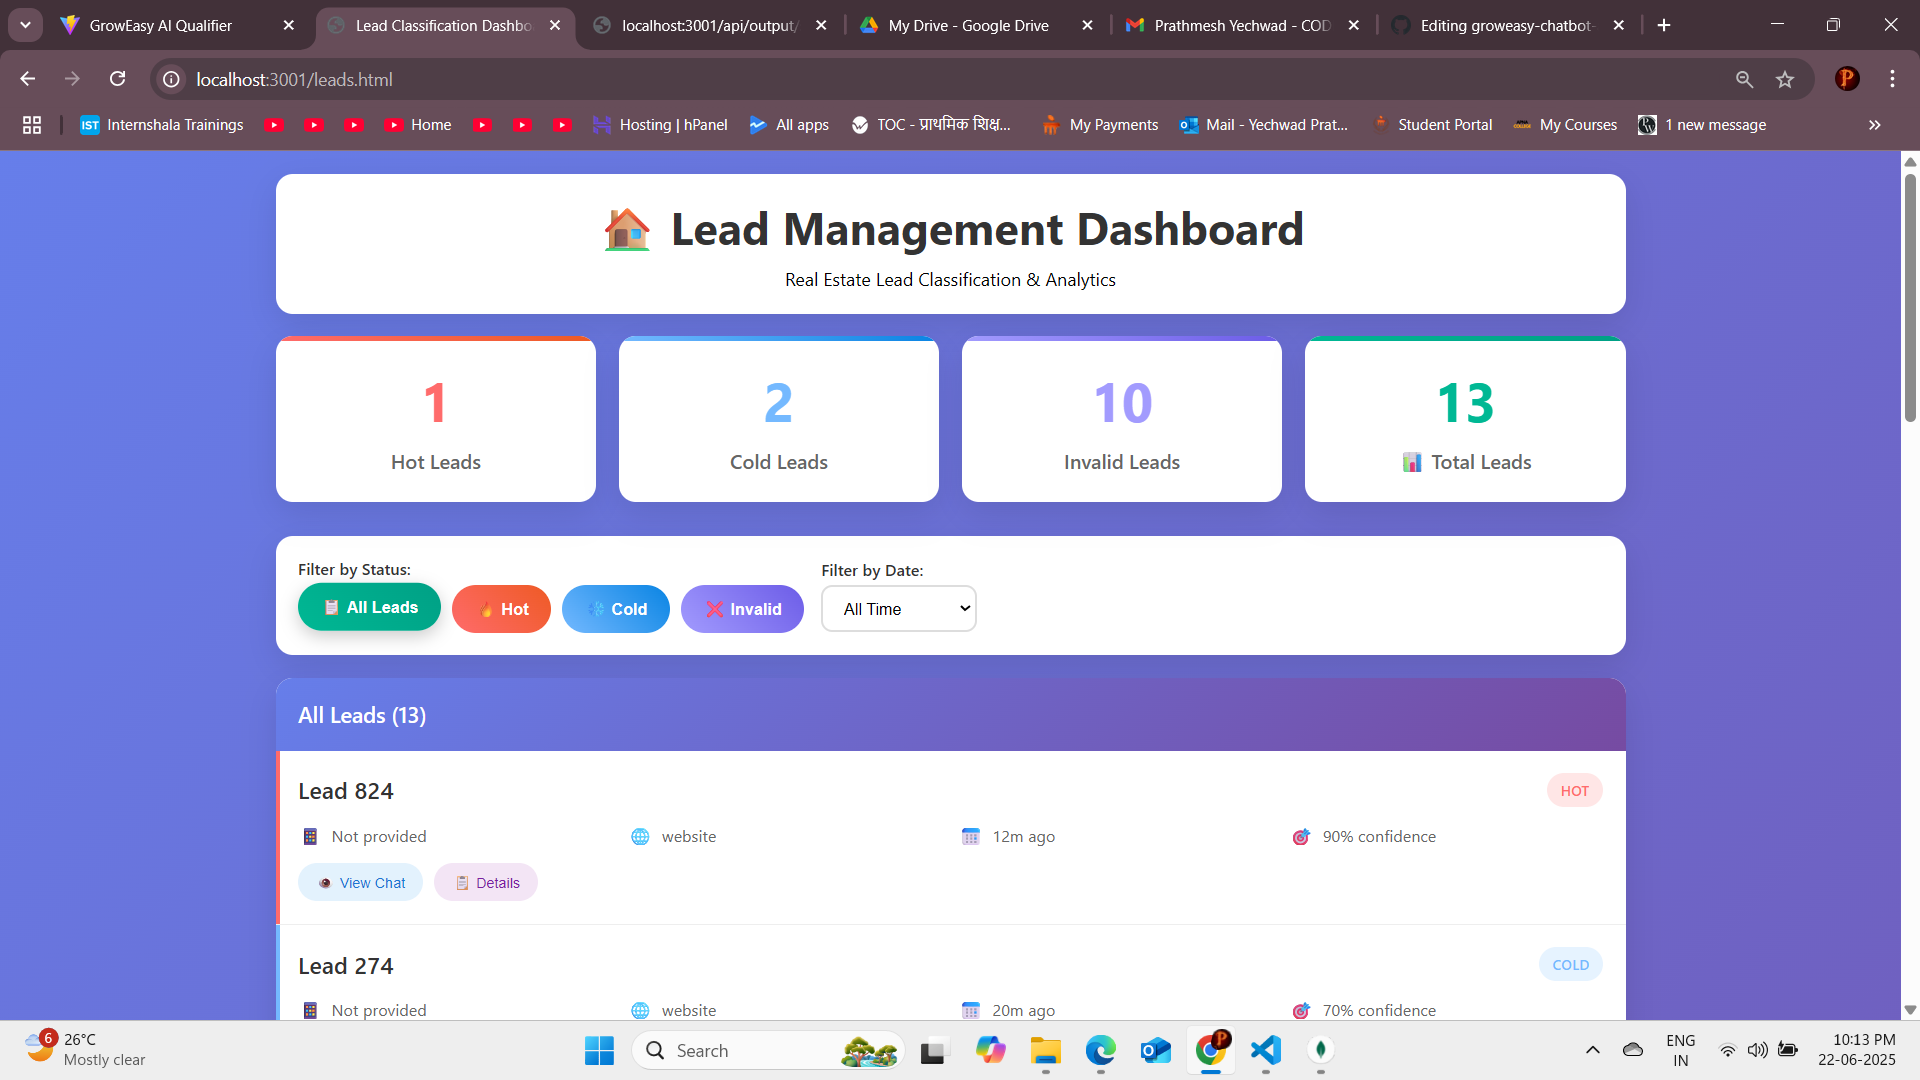 GrowEasy AI Qualifier
Lead Classification Dashbo
localhost:3001/api/output/
My Drive - Google Drive
Prathmesh Yechwad - COD
Editing groweasy-chatbot-
localhost:3001/leads.html
IST Internshala Trainings
Home
Hosting | hPanel
All apps
TOC - प्राथमिक शिक्ष...
My Payments
Mail - Yechwad Prat...
Student Portal
My Courses
1 new message
Lead Management Dashboard
Real Estate Lead Classification & Analytics
1
Hot Leads
2
Cold Leads
10
Invalid Leads
13
Total Leads
Filter by Status:
All Leads
Hot
Cold
Invalid
Filter by Date:
All Time
All Leads (13)
Lead 824
HOT
Not provided
website
12m ago
90% confidence
View Chat
Details
Lead 274
COLD
Not provided
website
20m ago
70% confidence
6
26°C
Mostly clear
Search
ENG
IN
10:13 PM
22-06-2025